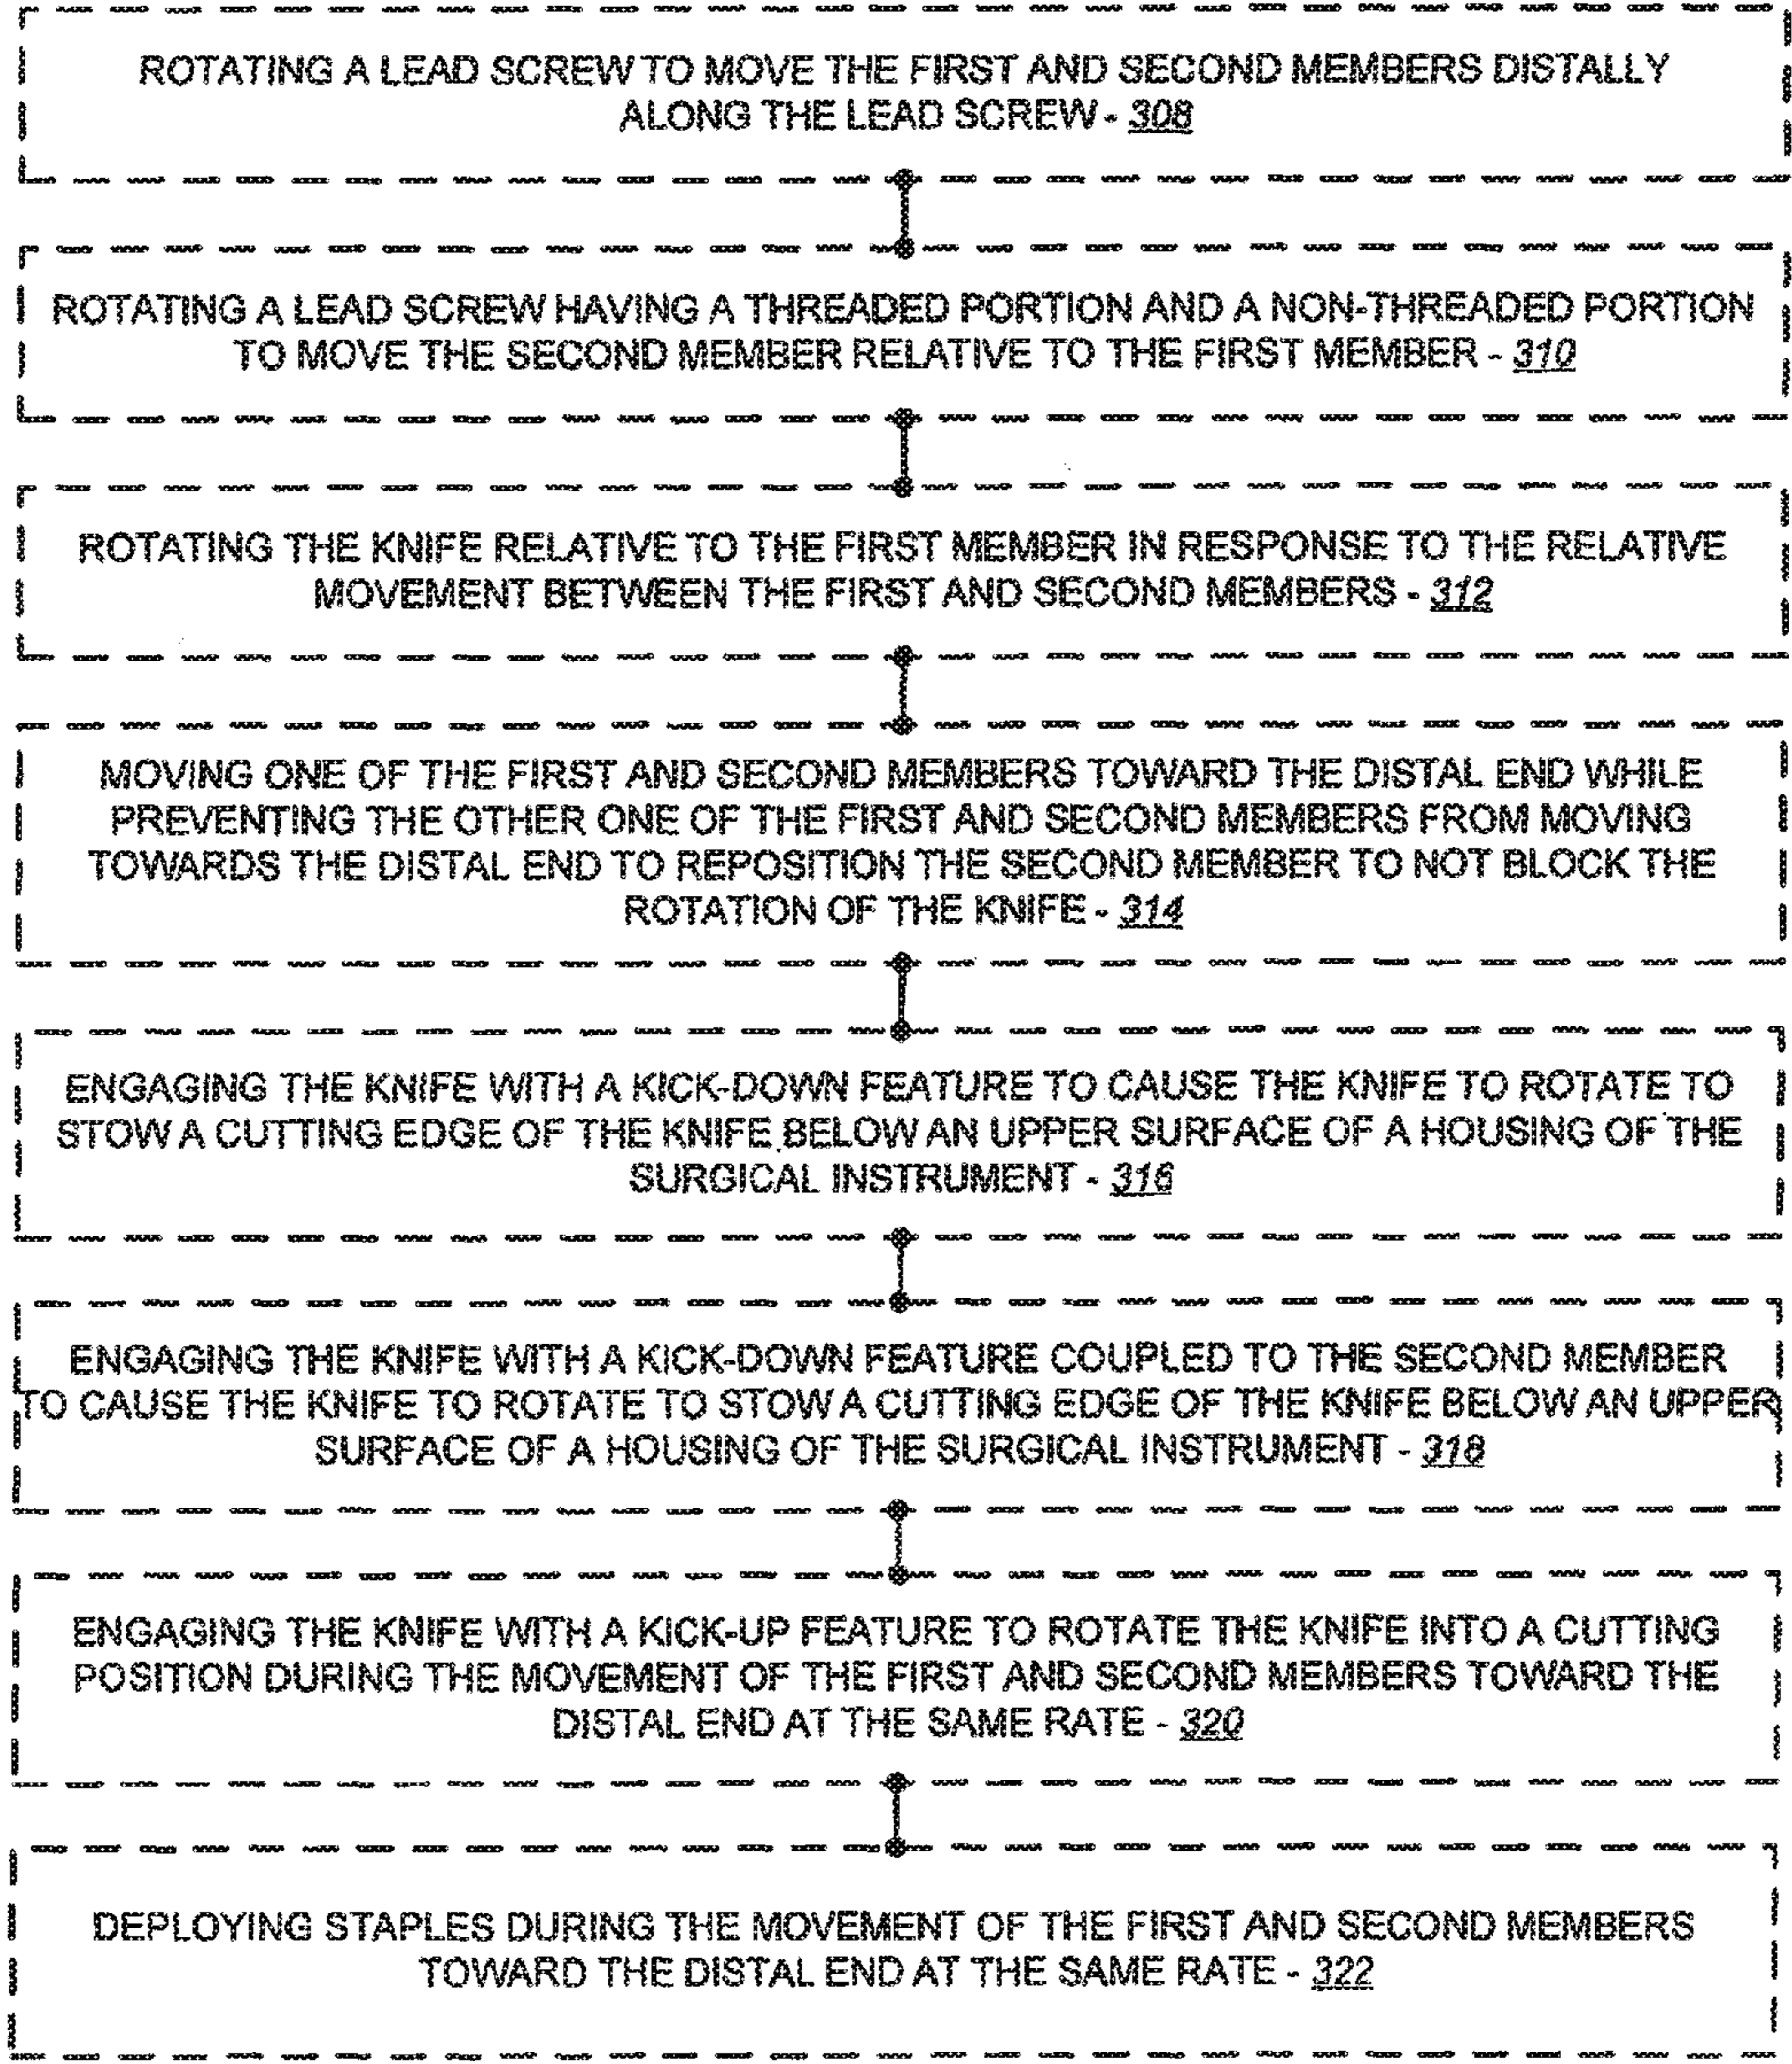 ROTATING A LEAD SCREW TO MOVE THE FIRST AND SECOND MEMBERS DISTALLY
ALONG THE LEAD SCREW - 308
ROTATING A LEAD SCREW HAVING A THREADED PORTION AND A NON-THREADED PORTION
TO MOVE THE SECOND MEMBER RELATIVE TO THE FIRST MEMBER - 310
ROTATING THE KNIFE RELATIVE TO THE FIRST MEMBER IN RESPONSE TO THE RELATIVE
MOVEMENT BETWEEN THE FIRST AND SECOND MEMBERS - 312
MOVING ONE OF THE FIRST AND SECOND MEMBERS TOWARD THE DISTAL END WHILE
PREVENTING THE OTHER ONE OF THE FIRST AND SECOND MEMBERS FROM MOVING
TOWARDS THE DISTAL END TO REPOSITION THE SECOND MEMBER TO NOT BLOCK THE
ROTATION OF THE KNIFE - 314
ENGAGING THE KNIFE WITH A KICK-DOWN FEATURE TO CAUSE THE KNIFE TO ROTATE TO
STOW A CUTTING EDGE OF THE KNIFE BELOW AN UPPER SURFACE OF A HOUSING OF THE
SURGICAL INSTRUMENT - 316
ENGAGING THE KNIFE WITH A KICK-DOWN FEATURE COUPLED TO THE SECOND MEMBER
TO CAUSE THE KNIFE TO ROTATE TO STOW A CUTTING EDGE OF THE KNIFE BELOW AN UPPER
SURFACE OF A HOUSING OF THE SURGICAL INSTRUMENT - 318
ENGAGING THE KNIFE WITH A KICK-UP FEATURE TO ROTATE THE KNIFE INTO A CUTTING
POSITION DURING THE MOVEMENT OF THE FIRST AND SECOND MEMBERS TOWARD THE
DISTAL END AT THE SAME RATE - 320
DEPLOYING STAPLES DURING THE MOVEMENT OF THE FIRST AND SECOND MEMBERS
TOWARD THE DISTAL END AT THE SAME RATE - 322